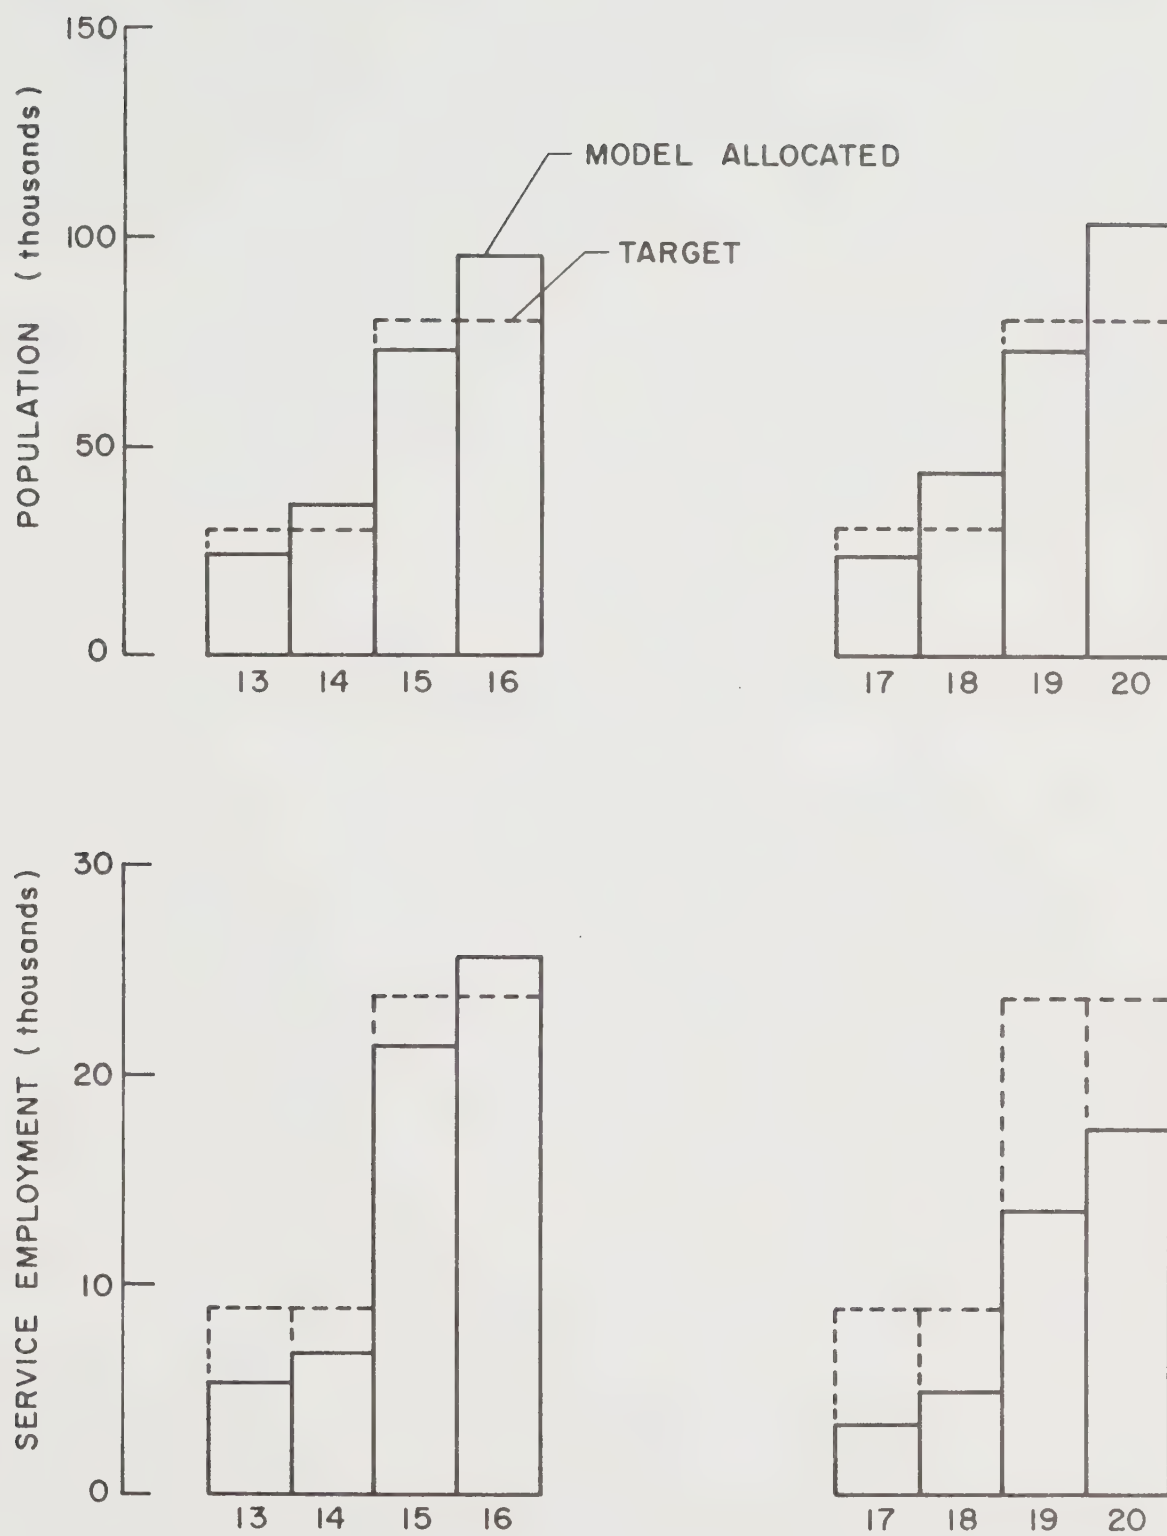 150
100
50
0
POPULATION (thousands)
MODEL ALLOCATED
TARGET
13 14 15 16
17 18 19 20
30
20
10
0
SERVICE EMPLOYMENT (thousands)
13 14 15 16
17 18 19 20